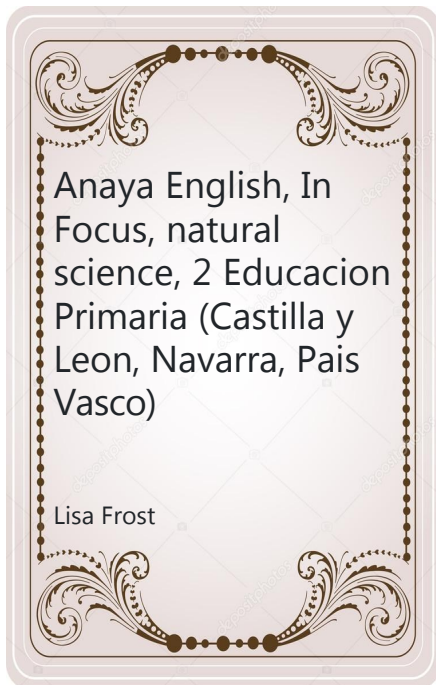 Anaya English, In
Focus, natural
science, 2 Educacion
Primaria (Castilla y
Leon, Navarra, Pais
Vasco)
Lisa Frost